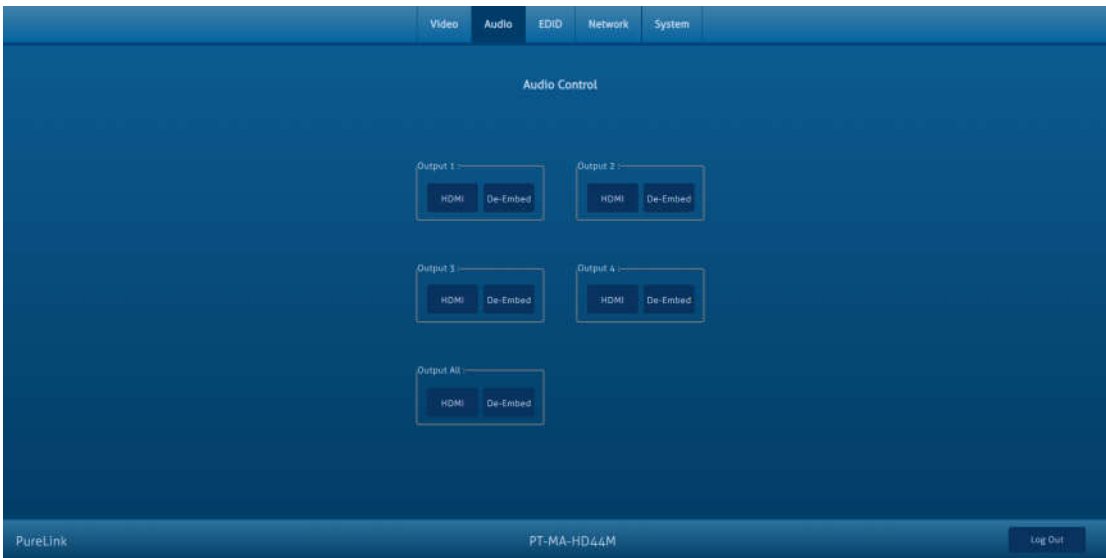 Video Audio EDID Network System
Audio Control
Output 1 : Output 2 :
HDMI De-Embed HDMI De-Embed
Output 3 : Output 4 :
HDMI De-Embed HDMI De-Embed
Output All :
HDMI De-Embed
PureLink PT-MA-HD44M Log Out